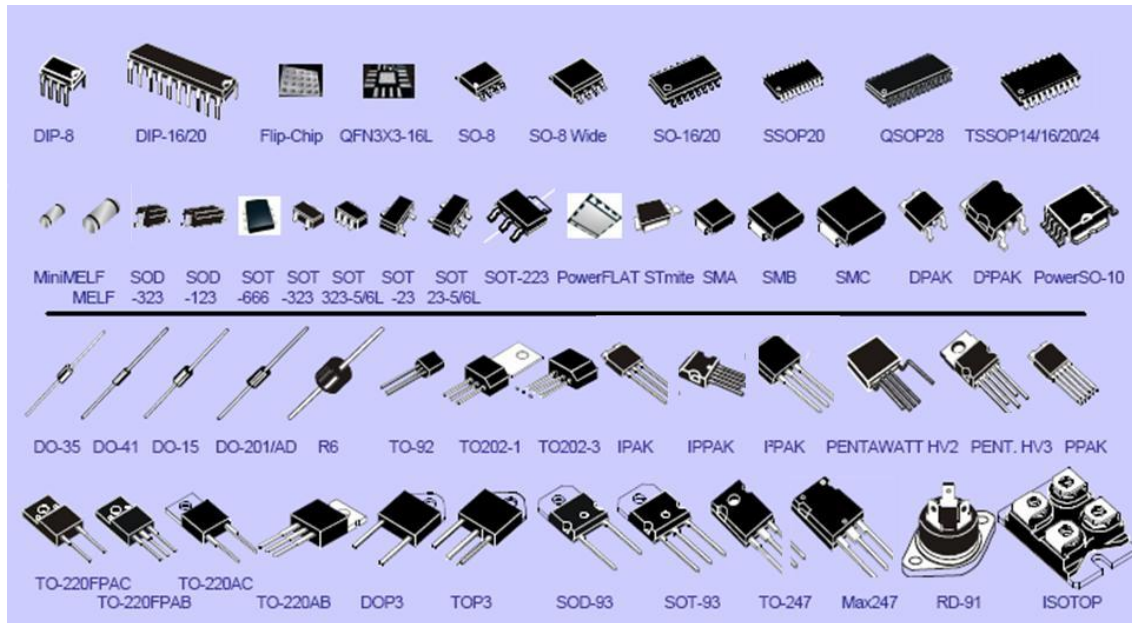 DIP-8 DIP-16/20 Flip-Chip QFN3X3-16L SO-8 SO-8 Wide SO-16/20 SSOP20 QSOP28 TSSOP14/16/20/24
MiniMELF SOD SOD SOT SOT SOT SOT SOT SOT-223 PowerFLAT STmite SMA SMB SMC DPAK D²PAK PowerSO-10
MELF -323 -123 -666 -323 323-5/6L -23 23-5/6L
DO-35 DO-41 DO-15 DO-201/AD R6 TO-92 TO202-1 TO202-3 IPAK IPPAK I²PAK PENTAWATT HV2 PENT. HV3 PPAK
TO-220FPAC TO-220AC
TO-220FPAB TO-220AB DOP3 TOP3 SOD-93 SOT-93 TO-247 Max247 RD-91 ISOTOP